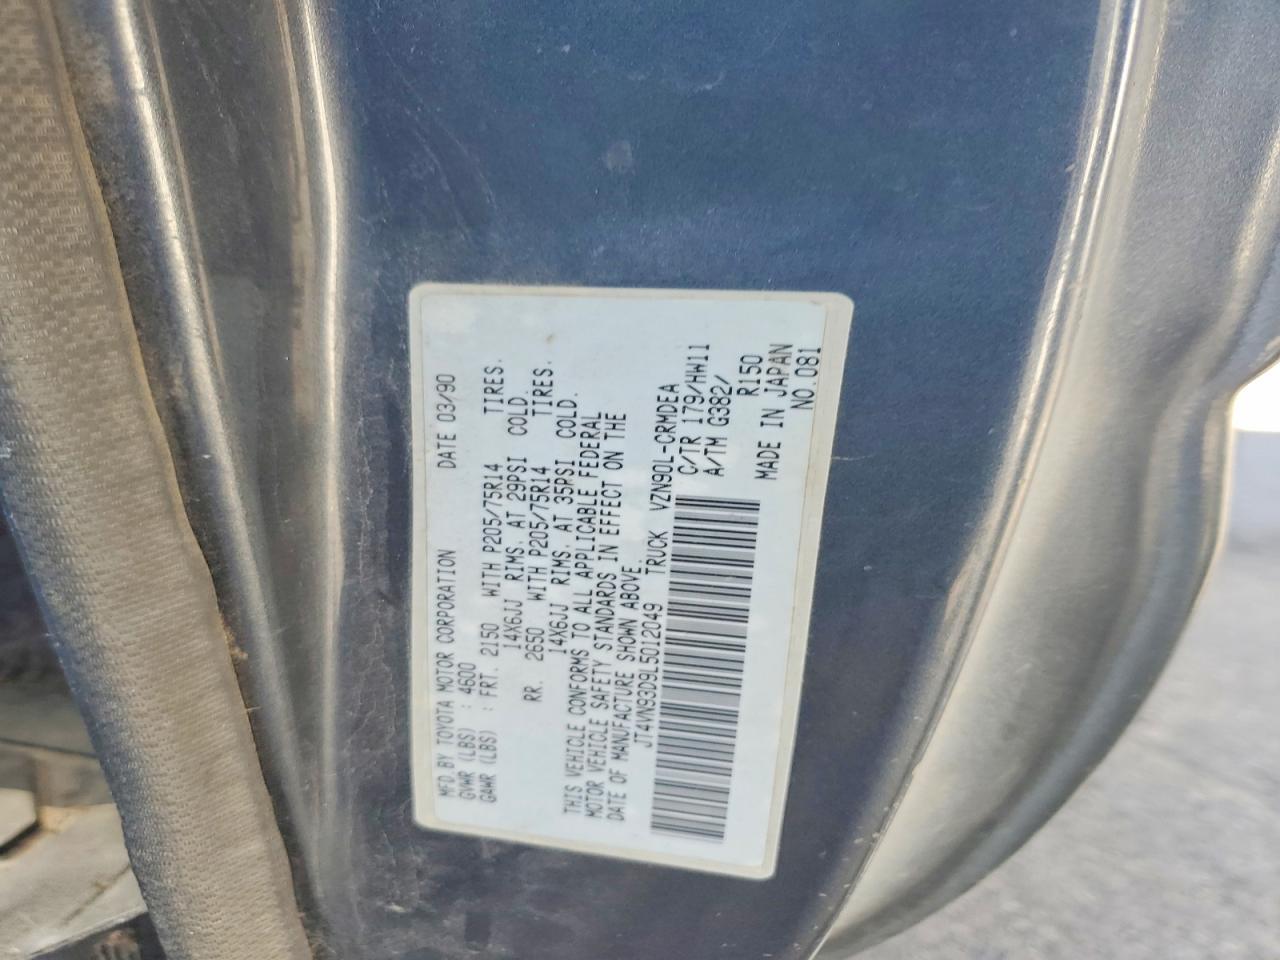 MFD BY TOYOTA MOTOR CORPORATION DATE 03/90
GVWR (LBS) : 4600
GAWR (LBS) : FRT. 2150 WITH P205/75R14 TIRES.
14X6JJ RIMS. AT 29PSI COLD.
RR. 2650 WITH P205/75R14 TIRES.
14X6JJ RIMS. AT 35PSI COLD.
THIS VEHICLE CONFORMS TO ALL APPLICABLE FEDERAL
MOTOR VEHICLE SAFETY STANDARDS IN EFFECT ON THE
DATE OF MANUFACTURE SHOWN ABOVE.
JT4VN93D9L5012049 TRUCK VZN90L-CRMDEA
C/TR 179/HW11
A/TM G382/
R150
MADE IN JAPAN
NO.081